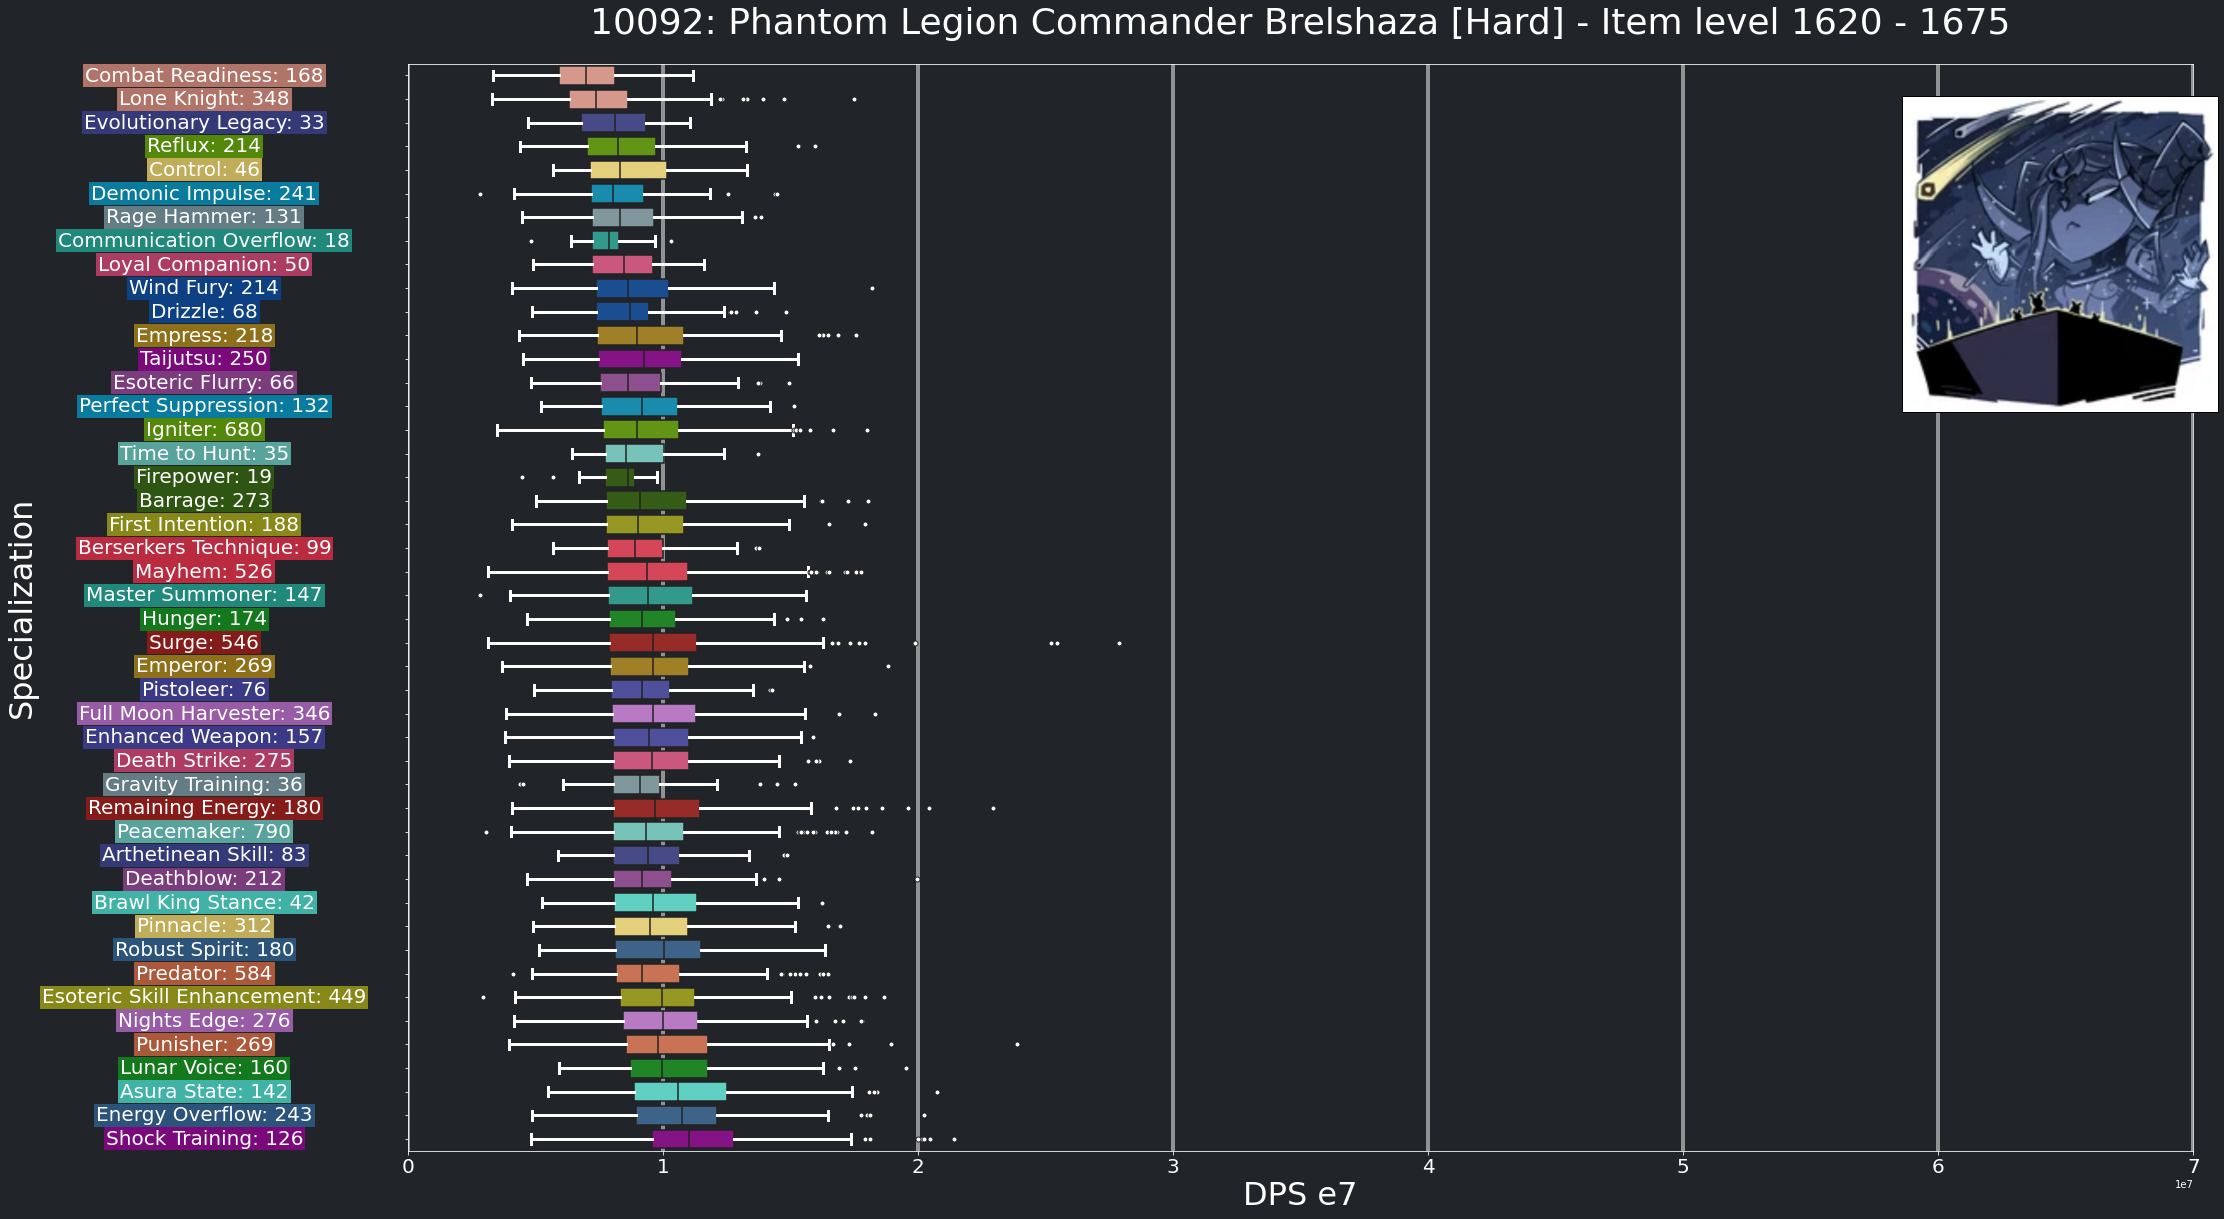 10092: Phantom Legion Commander Brelshaza [Hard] - Item level 1620 - 1675
Combat Readiness: 168
Lone Knight: 348
Evolutionary Legacy: 33
Reflux: 214
Control: 46
Demonic Impulse: 241
Rage Hammer: 131
Communication Overflow: 18
Loyal Companion: 50
Wind Fury: 214
Drizzle: 68
Empress: 218
Taijutsu: 250
Esoteric Flurry: 66
Perfect Suppression: 132
Igniter: 680
Time to Hunt: 35
Firepower: 19
Barrage: 273
First Intention: 188
Berserkers Technique: 99
Mayhem: 526
Master Summoner: 147
Hunger: 174
Surge: 546
Emperor: 269
Pistoleer: 76
Full Moon Harvester: 346
Enhanced Weapon: 157
Death Strike: 275
Gravity Training: 36
Remaining Energy: 180
Peacemaker: 790
Arthetinean Skill: 83
Deathblow: 212
Brawl King Stance: 42
Pinnacle: 312
Robust Spirit: 180
Predator: 584
Esoteric Skill Enhancement: 449
Nights Edge: 276
Punisher: 269
Lunar Voice: 160
Asura State: 142
Energy Overflow: 243
Shock Training: 126
Specialization
0 1 2 3 4 5 6 7
1e7
DPS e7